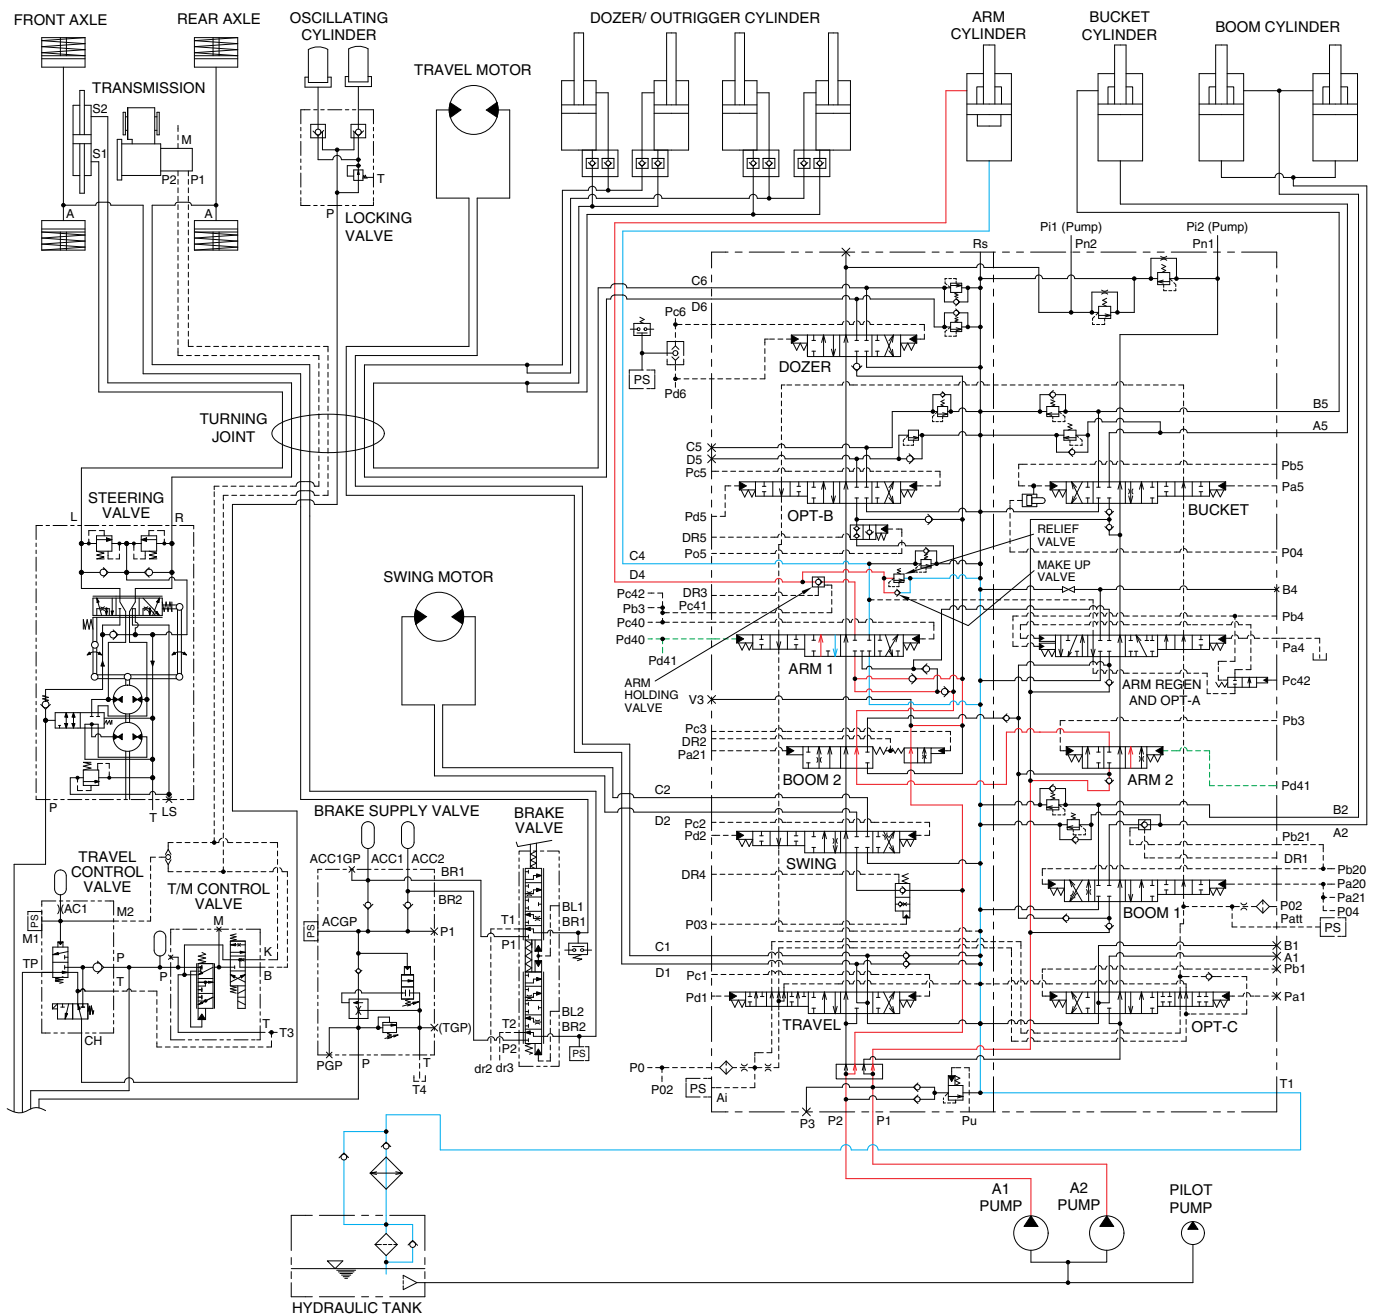 FRONT AXLE
REAR AXLE
OSCILLATING
CYLINDER
DOZER/ OUTRIGGER CYLINDER
ARM
CYLINDER
BUCKET
CYLINDER
BOOM CYLINDER
TRAVEL MOTOR
TRANSMISSION
S2
M
S1
P2
P1
T
A
A
P
LOCKING
VALVE
Pi1 (Pump)
Pi2 (Pump)
Rs
Pn2
Pn1
C6
D6
Pc6
PS
DOZER
Pd6
TURNING
JOINT
B5
A5
C5
D5
Pc5
Pb5
Pa5
STEERING
VALVE
L
R
OPT-B
BUCKET
Pd5
DR5
Po5
RELIEF
VALVE
P04
C4
MAKE UP
VALVE
SWING MOTOR
D4
DR3
Pc42
Pc41
Pb3
Pc40
B4
Pb4
Pd40
Pa4
Pd41
ARM 1
ARM
HOLDING
VALVE
ARM REGEN
AND OPT-A
Pc42
V3
Pb3
Pc3
DR2
Pa21
BOOM 2
ARM 2
Pd41
C2
P
T
LS
BRAKE SUPPLY VALVE
BRAKE
VALVE
B2
D2
Pc2
Pd2
A2
Pb21
SWING
DR1
TRAVEL
CONTROL
VALVE
T/M CONTROL
VALVE
ACC1GP
ACC1
ACC2
BR1
BR2
DR4
Pb20
Pa20
Pa21
P04
BOOM 1
AC1
M2
PS
M1
M
ACGP
PS
P1
T1
P1
BL1
BR1
P03
P02
Patt
PS
TP
P
T
P
K
B
C1
D1
Pc1
Pd1
B1
A1
Pb1
Pa1
TRAVEL
OPT-C
T
T3
CH
(TGP)
T2
P2
BL2
BR2
PS
PGP
P
T
T4
dr2
dr3
P0
P02
PS
Ai
T1
P3
P2
P1
Pu
A1
PUMP
A2
PUMP
PILOT
PUMP
HYDRAULIC TANK